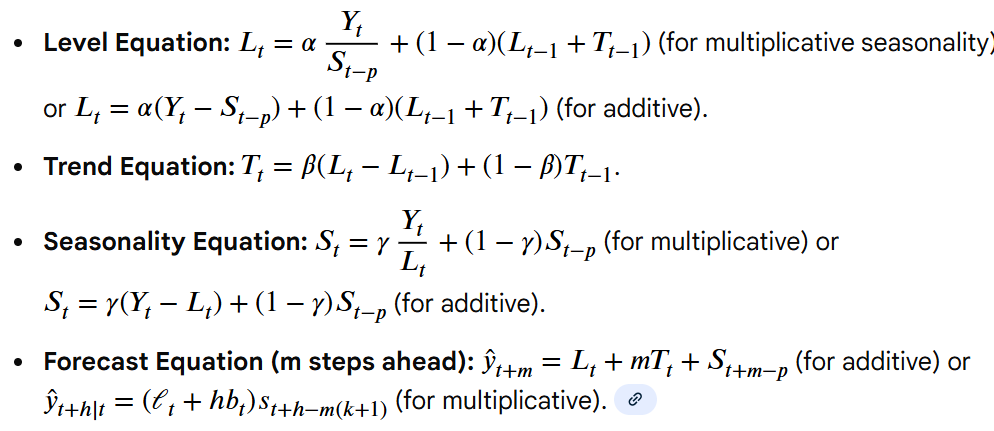 • Level Equation: L_t = α Y_t / S_{t−p} + (1 − α)(L_{t−1} + T_{t−1}) (for multiplicative seasonality)
or L_t = α(Y_t − S_{t−p}) + (1 − α)(L_{t−1} + T_{t−1}) (for additive).
• Trend Equation: T_t = β(L_t − L_{t−1}) + (1 − β)T_{t−1}.
• Seasonality Equation: S_t = γ Y_t / L_t + (1 − γ)S_{t−p} (for multiplicative) or
S_t = γ(Y_t − L_t) + (1 − γ)S_{t−p} (for additive).
• Forecast Equation (m steps ahead): ŷ_{t+m} = L_t + mT_t + S_{t+m−p} (for additive) or
ŷ_{t+h|t} = (ℓ_t + hb_t)s_{t+h−m(k+1)} (for multiplicative).